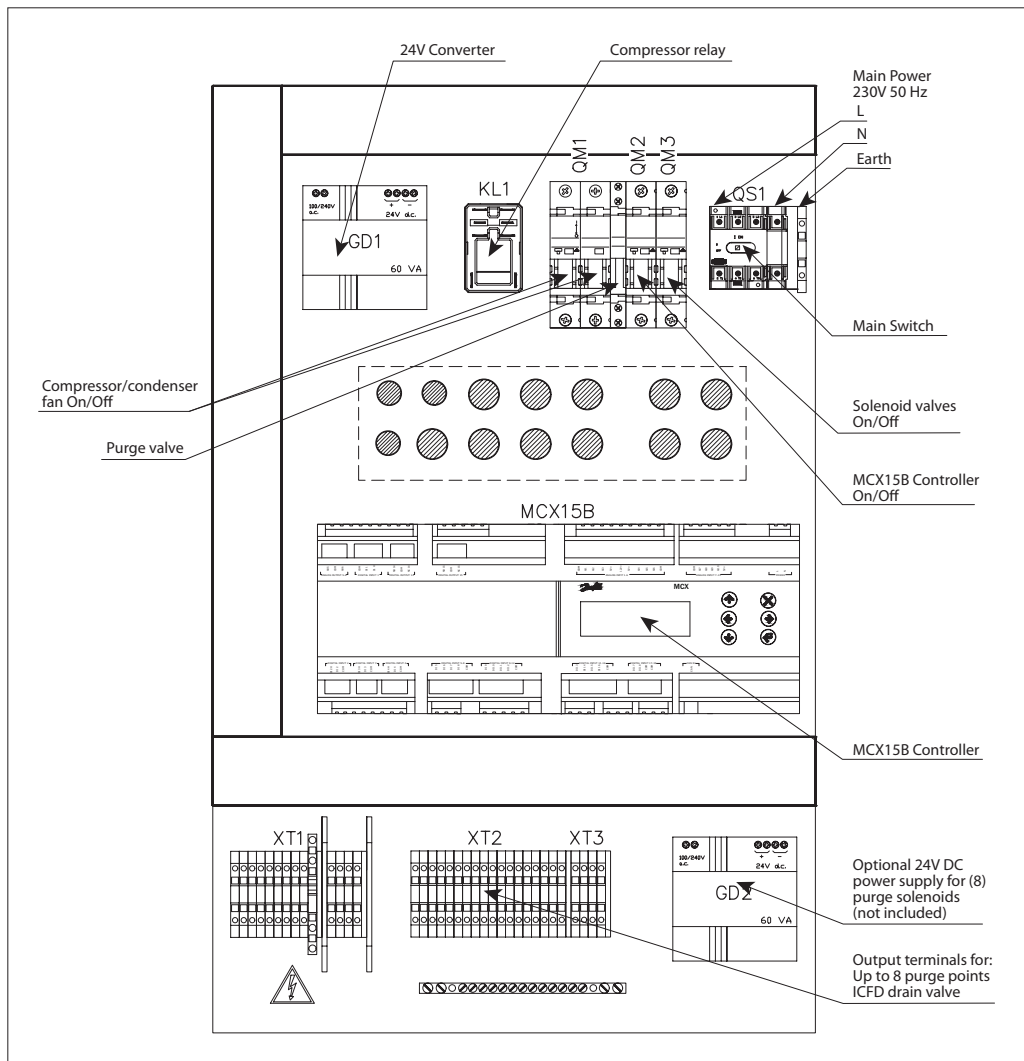 24V Converter
Compressor relay
Main Power
230V 50 Hz
L
N
Earth
QM1
QM2
QM3
KL1
QS1
100/240V
a.c.
+ -
24V d.c.
GD1
60 VA
Main Switch
Compressor/condenser
fan On/Off
Purge valve
Solenoid valves
On/Off
MCX15B Controller
On/Off
MCX15B
Danfoss
MCX
MCX15B Controller
XT1
XT2
XT3
100/240V
a.c.
+ -
24V d.c.
GD2
60 VA
Optional 24V DC
power supply for (8)
purge solenoids
(not included)
Output terminals for:
Up to 8 purge points
ICFD drain valve